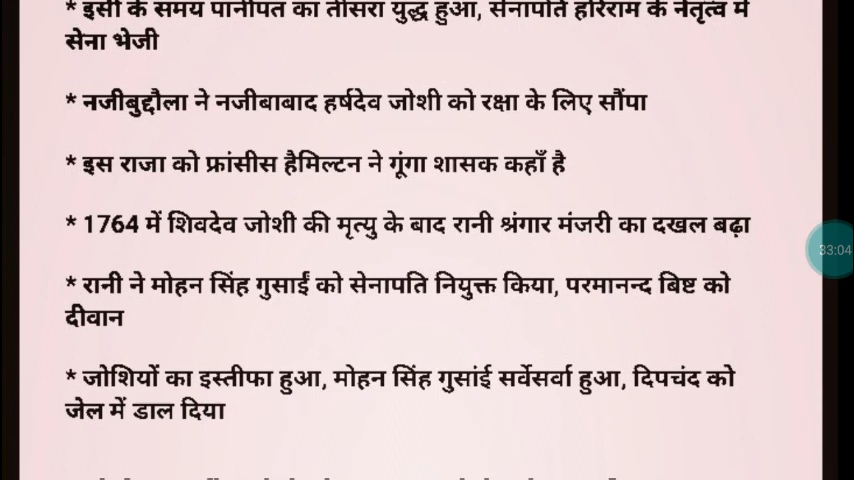 * इसी के समय पानीपत का तीसरा युद्ध हुआ, सेनापति हरिराम के नेतृत्व में
सेना भेजी
* नजीबुद्दौला ने नजीबाबाद हर्षदेव जोशी को रक्षा के लिए सौंपा
* इस राजा को फ्रांसीस हैमिल्टन ने गूंगा शासक कहाँ है
* 1764 में शिवदेव जोशी की मृत्यु के बाद रानी श्रंगार मंजरी का दखल बढ़ा
* रानी ने मोहन सिंह गुसाईं को सेनापति नियुक्त किया, परमानन्द बिष्ट को
दीवान
* जोशियों का इस्तीफा हुआ, मोहन सिंह गुसांई सर्वेसर्वा हुआ, दिपचंद को
जेल में डाल दिया
33:04